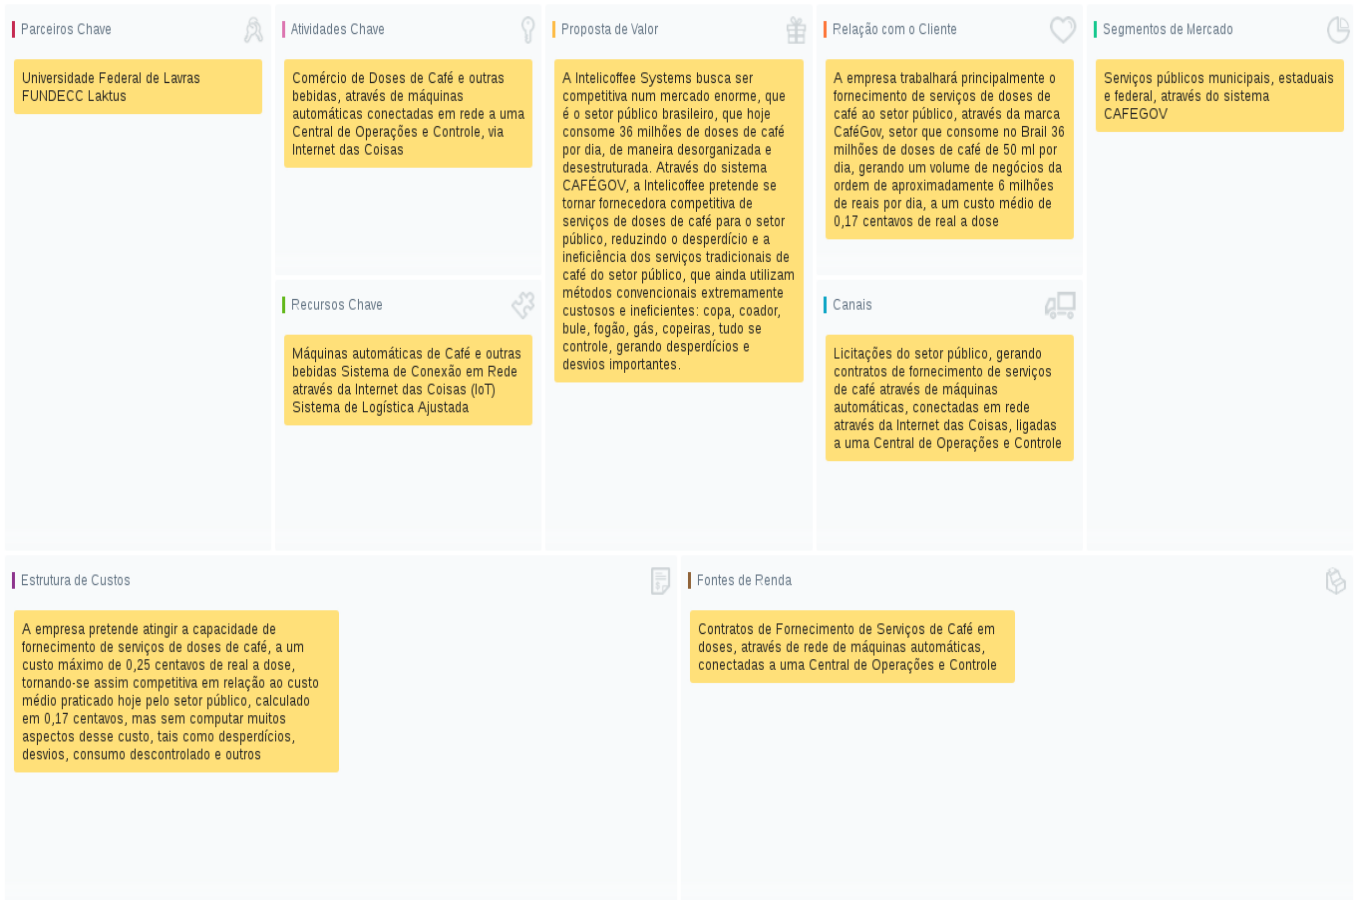 Parceiros Chave
Universidade Federal de Lavras
FUNDECC Laktus
Atividades Chave
Comércio de Doses de Café e outras
bebidas, através de máquinas
automáticas conectadas em rede a uma
Central de Operações e Controle, via
Internet das Coisas
Recursos Chave
Máquinas automáticas de Café e outras
bebidas Sistema de Conexão em Rede
através da Internet das Coisas (IoT)
Sistema de Logística Ajustada
Proposta de Valor
A Intelicoffee Systems busca ser
competitiva num mercado enorme, que
é o setor público brasileiro, que hoje
consome 36 milhões de doses de café
por dia, de maneira desorganizada e
desestruturada. Através do sistema
CAFÉGOV, a Intelicoffee pretende se
tornar fornecedora competitiva de
serviços de doses de café para o setor
público, reduzindo o desperdício e a
ineficiência dos serviços tradicionais de
café do setor público, que ainda utilizam
métodos convencionais extremamente
custosos e ineficientes: copa, coador,
bule, fogão, gás, copeiras, tudo se
controle, gerando desperdícios e
desvios importantes.
Relação com o Cliente
A empresa trabalhará principalmente o
fornecimento de serviços de doses de
café ao setor público, através da marca
CaféGov, setor que consome no Brail 36
milhões de doses de café de 50 ml por
dia, gerando um volume de negócios da
ordem de aproximadamente 6 milhões
de reais por dia, a um custo médio de
0,17 centavos de real a dose
Canais
Licitações do setor público, gerando
contratos de fornecimento de serviços
de café através de máquinas
automáticas, conectadas em rede
através da Internet das Coisas, ligadas
a uma Central de Operações e Controle
Segmentos de Mercado
Serviços públicos municipais, estaduais
e federal, através do sistema
CAFEGOV
Estrutura de Custos
A empresa pretende atingir a capacidade de
fornecimento de serviços de doses de café, a um
custo máximo de 0,25 centavos de real a dose,
tornando-se assim competitiva em relação ao custo
médio praticado hoje pelo setor público, calculado
em 0,17 centavos, mas sem computar muitos
aspectos desse custo, tais como desperdícios,
desvios, consumo descontrolado e outros
Fontes de Renda
Contratos de Fornecimento de Serviços de Café em
doses, através de rede de máquinas automáticas,
conectadas a uma Central de Operações e Controle